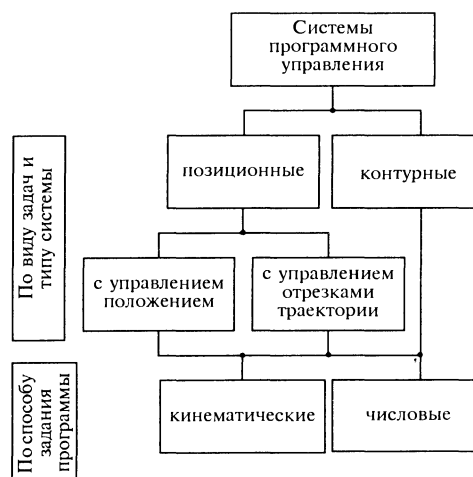 Системы
программного
управления
По виду задач и
типу системы
позиционные
контурные
с управлением
положением
с управлением
отрезками
траектории
По способу
задания
программы
кинематические
числовые